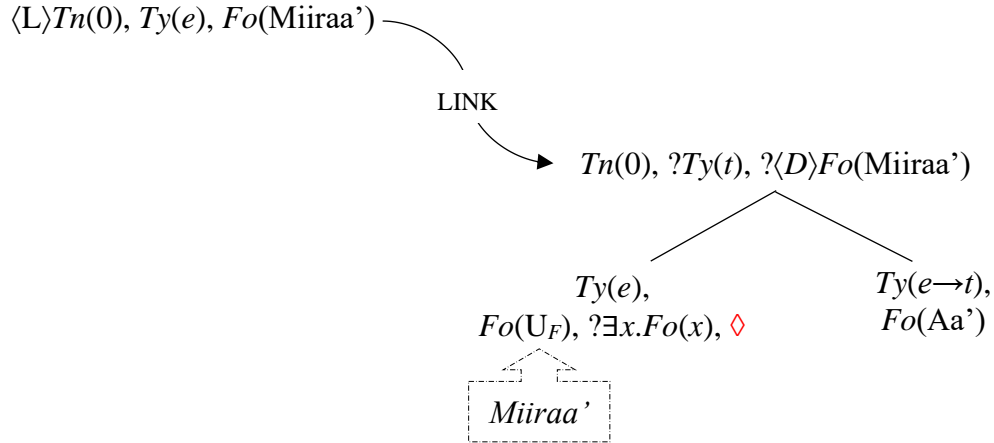 ⟨L⟩Tn(0), Ty(e), Fo(Miiraa’)
LINK
Tn(0), ?Ty(t), ?⟨D⟩Fo(Miiraa’)
Ty(e),
Fo(U_F), ?∃x.Fo(x), ◊
Ty(e→t),
Fo(Aa’)
Miiraa’